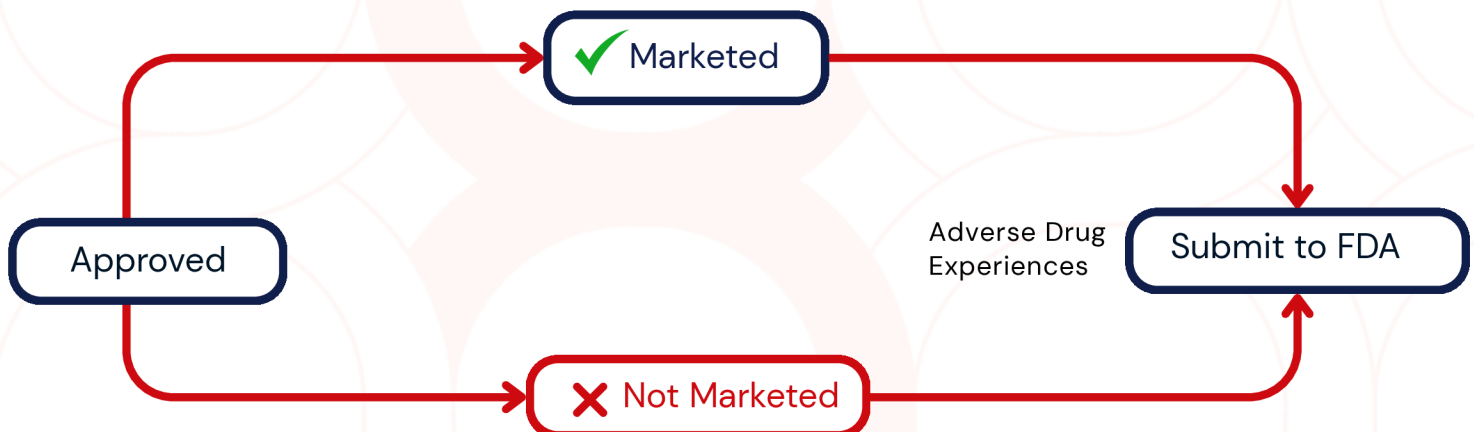 Marketed
Approved
Adverse Drug
Experiences
Submit to FDA
Not Marketed